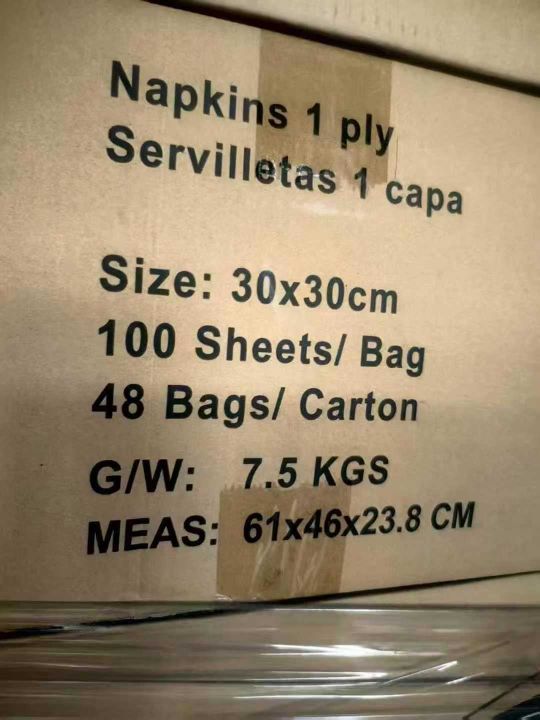 Napkins 1 ply
Servilletas 1 capa
Size: 30x30cm
100 Sheets/ Bag
48 Bags/ Carton
G/W: 7.5 KGS
MEAS: 61x46x23.8 CM